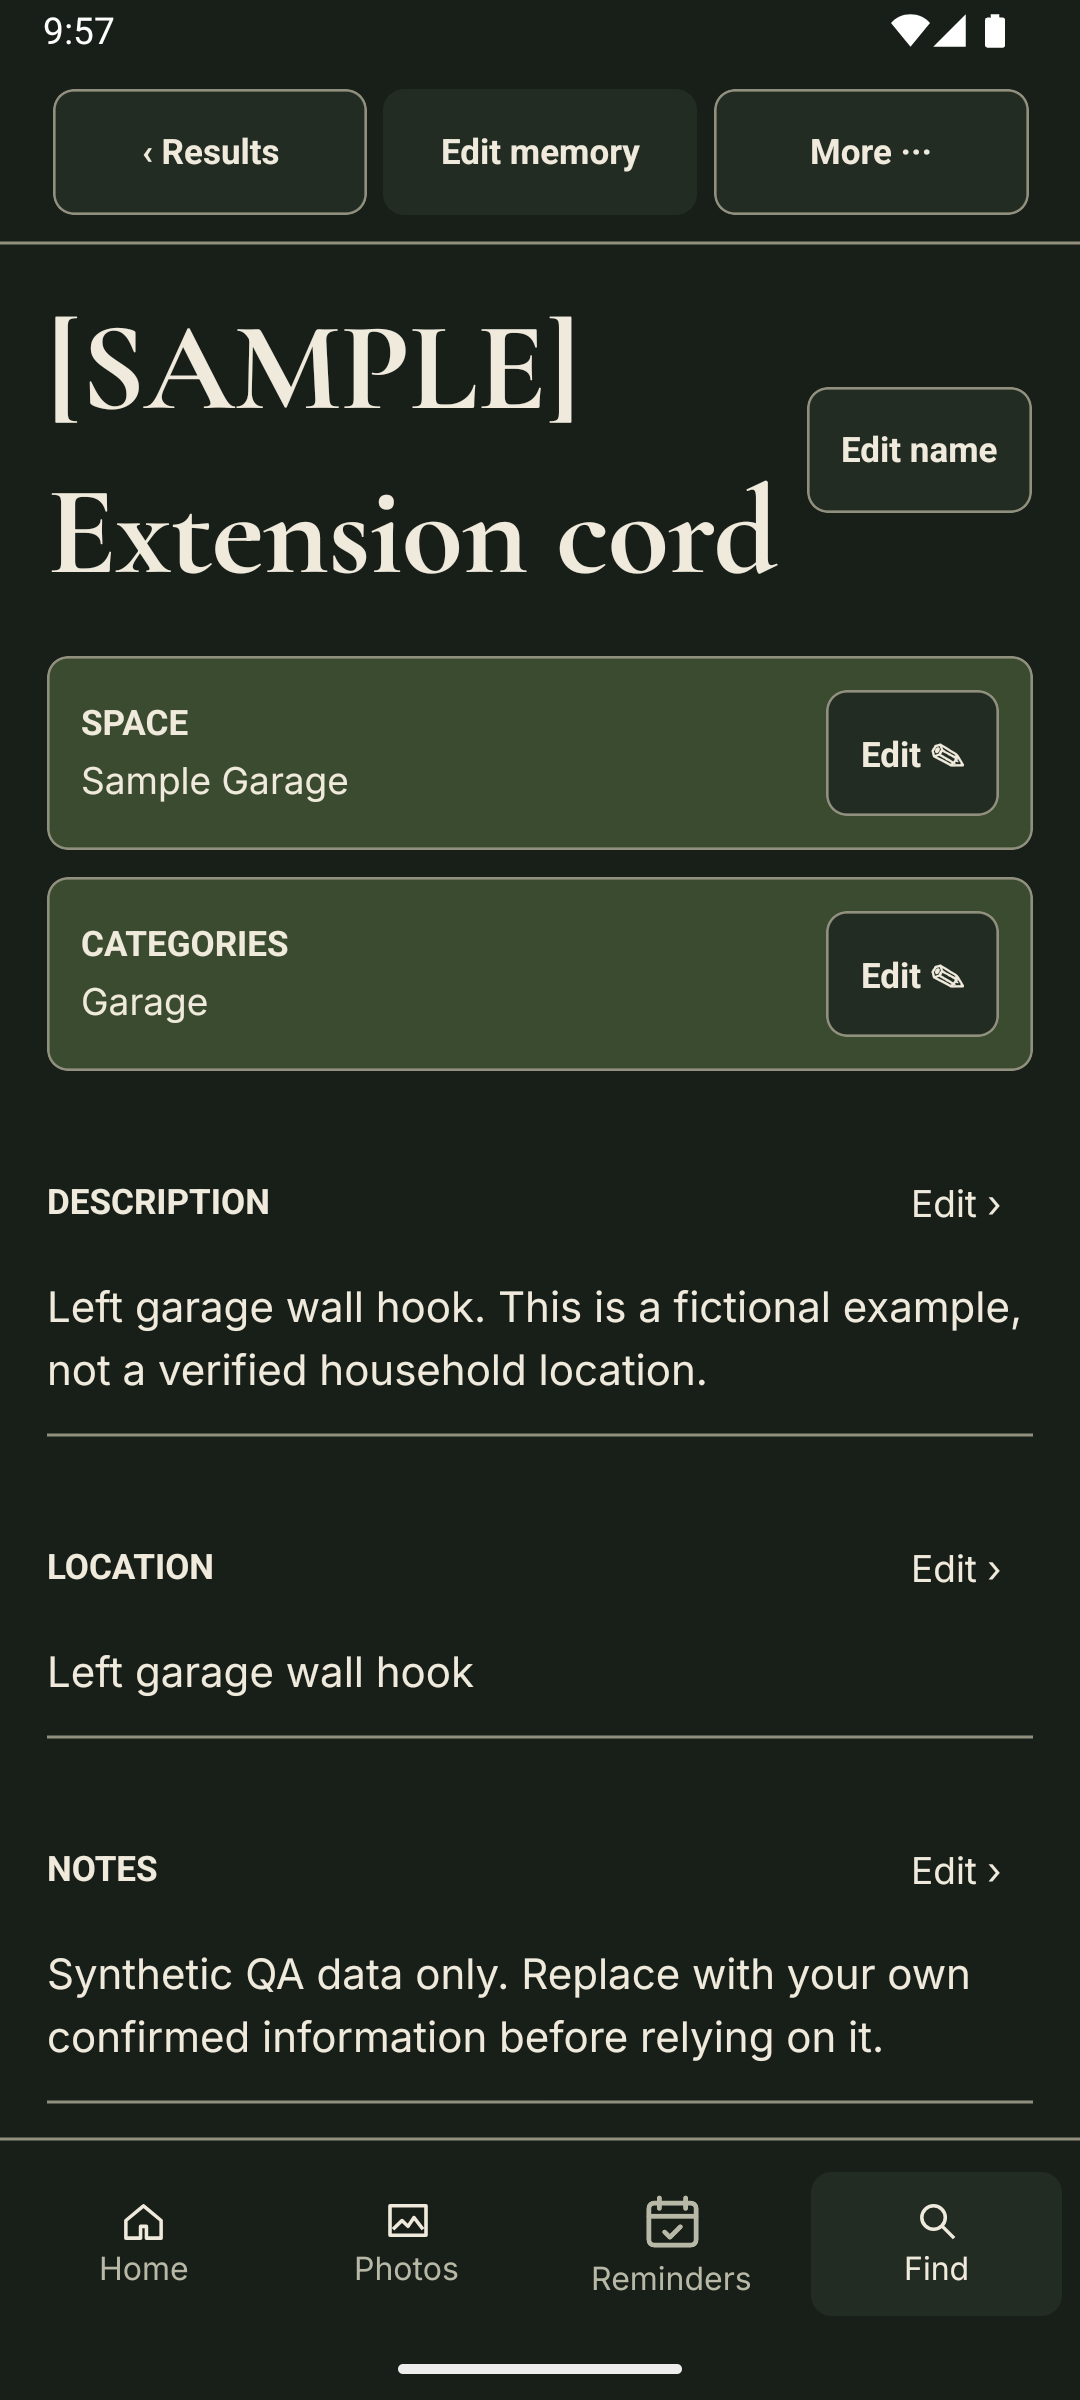 9:57
‹ Results
Edit memory
More ···
[SAMPLE]
Extension cord
Edit name
SPACE
Sample Garage
Edit ✎
CATEGORIES
Garage
Edit ✎
DESCRIPTION
Edit ›
Left garage wall hook. This is a fictional example,
not a verified household location.
LOCATION
Edit ›
Left garage wall hook
NOTES
Edit ›
Synthetic QA data only. Replace with your own
confirmed information before relying on it.
Home
Photos
Reminders
Find